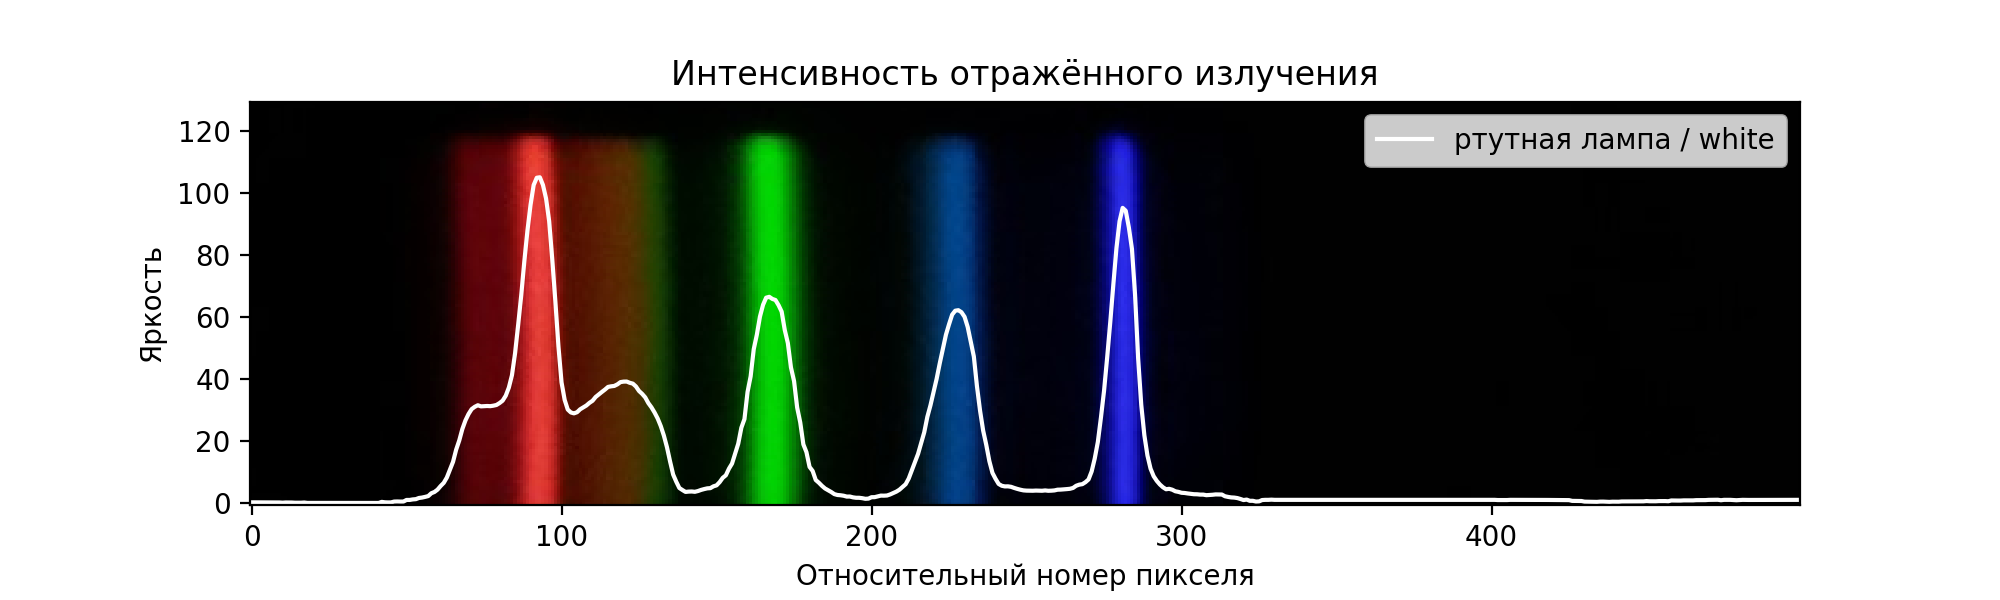 Интенсивность отражённого излучения
ртутная лампа / white
Яркость
120
100
80
60
40
20
0
0 100 200 300 400
Относительный номер пикселя